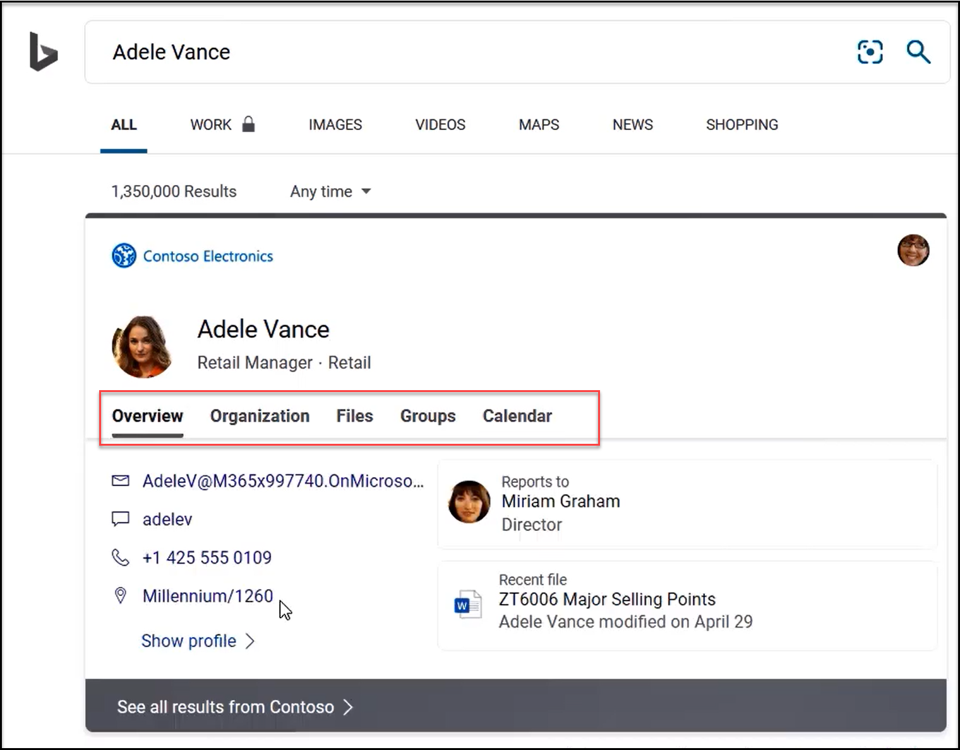 Adele Vance
ALL WORK IMAGES VIDEOS MAPS NEWS SHOPPING
1,350,000 Results Any time
Contoso Electronics
Adele Vance
Retail Manager · Retail
Overview Organization Files Groups Calendar
AdeleV@M365x997740.OnMicroso...
adelev
+1 425 555 0109
Millennium/1260
Show profile
Reports to
Miriam Graham
Director
Recent file
W
ZT6006 Major Selling Points
Adele Vance modified on April 29
See all results from Contoso